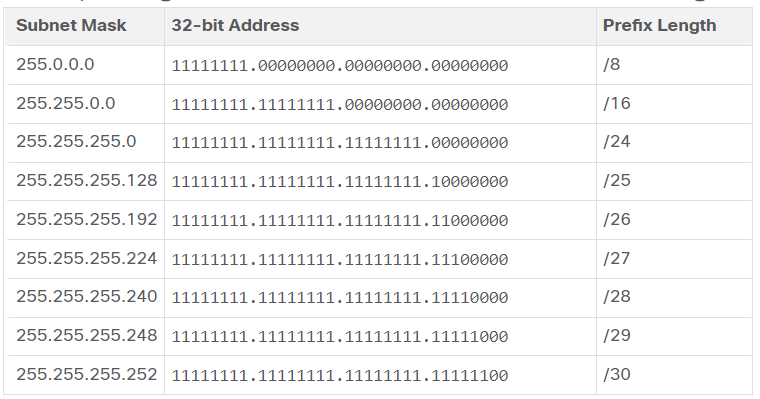 Subnet Mask 32-bit Address Prefix Length
255.0.0.0 11111111.00000000.00000000.00000000 /8
255.255.0.0 11111111.11111111.00000000.00000000 /16
255.255.255.0 11111111.11111111.11111111.00000000 /24
255.255.255.128 11111111.11111111.11111111.10000000 /25
255.255.255.192 11111111.11111111.11111111.11000000 /26
255.255.255.224 11111111.11111111.11111111.11100000 /27
255.255.255.240 11111111.11111111.11111111.11110000 /28
255.255.255.248 11111111.11111111.11111111.11111000 /29
255.255.255.252 11111111.11111111.11111111.11111100 /30